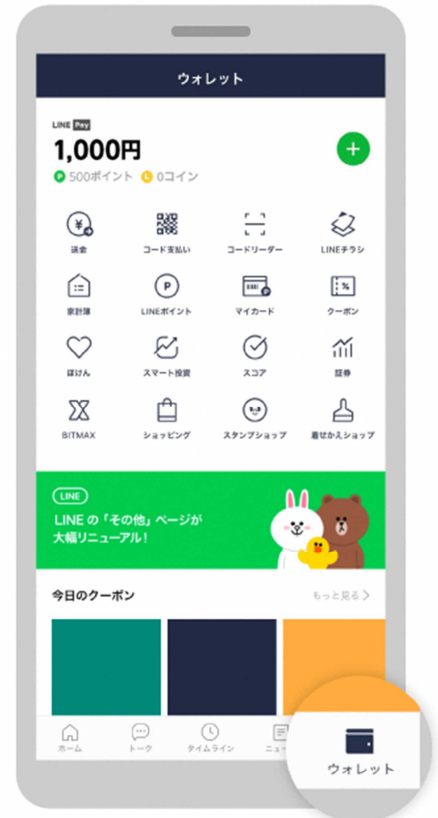 ウォレット
LINE Pay
1,000円
P 500ポイント L 0コイン
送金 コード支払い コードリーダー LINEチラシ
家計簿 LINEポイント マイカード クーポン
ほけん スマート投資 スコア 証券
BITMAX ショッピング スタンプショップ 着せかえショップ
LINE
LINEの「その他」ページが
大幅リニューアル!
今日のクーポン もっと見る
ホーム トーク タイムライン ニュー ウォレット